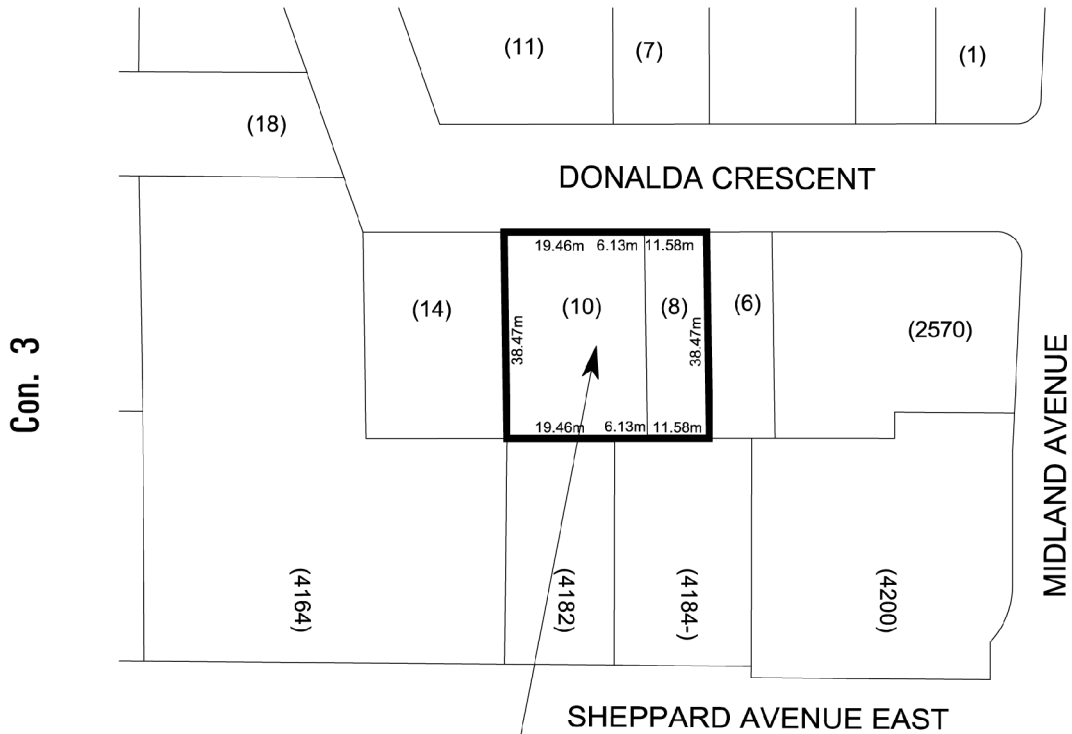 (11)
(7)
(1)
(18)
DONALDA CRESCENT
19.46m 6.13m 11.58m
(14)
(10)
(8)
(6)
(2570)
38.47m
38.47m
Con. 3
MIDLAND AVENUE
19.46m 6.13m 11.58m
(4164)
(4182)
(4184-)
(4200)
SHEPPARD AVENUE EAST